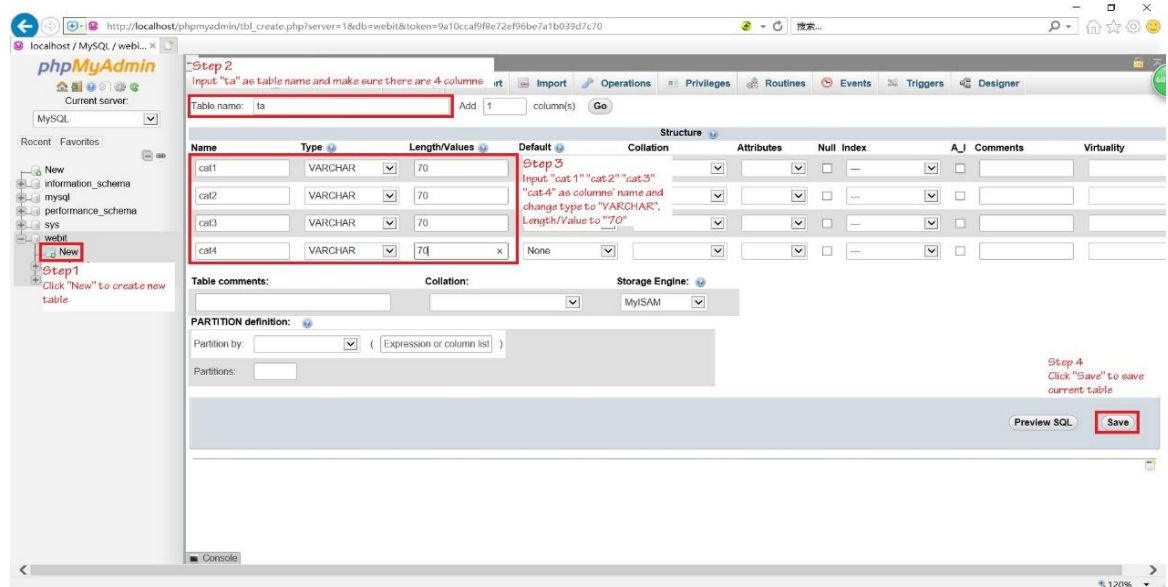 http://localhost/phpmyadmin/tbl_create.php?server=1&db=webit&token=9a10ccaf9f8e72ef96be7a1b039d7c70
搜索...
localhost / MySQL / webi...
phpMyAdmin
Current server:
MySQL
Recent Favorites
New
information_schema
mysql
performance_schema
sys
webit
New
Step1
Click "New" to create new
table
Step 2
Input "ta" as table name and make sure there are 4 columns
Import Operations Privileges Routines Events Triggers Designer
Table name: ta Add 1 column(s) Go
Structure
Name Type Length/Values Default Collation Attributes Null Index A_I Comments Virtuality
cat1 VARCHAR 70 ---
cat2 VARCHAR 70 ---
cat3 VARCHAR 70 ---
cat4 VARCHAR 70 None ---
Step 3
Input "cat1" "cat2" "cat3"
"cat4" as columns' name and
change type to "VARCHAR",
Length/Value to "70"
Table comments: Collation: Storage Engine:
MyISAM
PARTITION definition:
Partition by: ( Expression or column list )
Partitions:
Step 4
Click "Save" to save
current table
Preview SQL Save
Console
120%